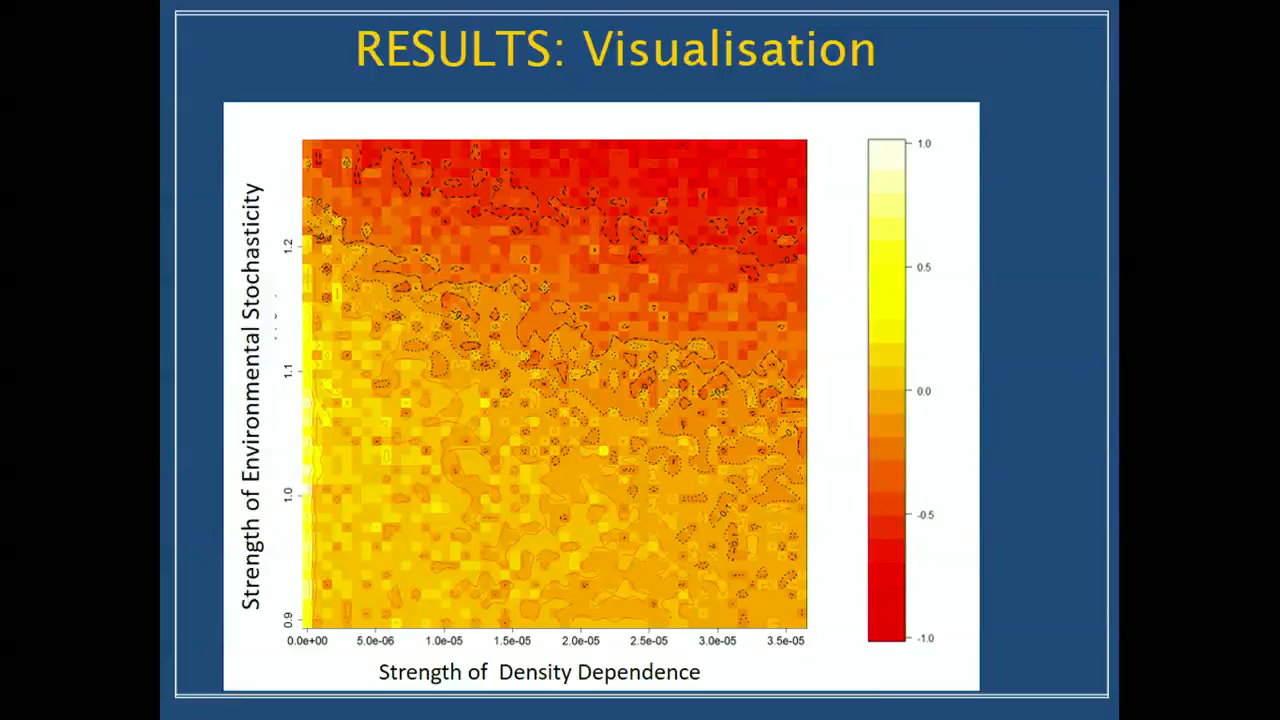 RESULTS: Visualisation
Strength of Environmental Stochasticity
1.2
1.1
1.0
0.9
0.0e+00 5.0e-06 1.0e-05 1.5e-05 2.0e-05 2.5e-05 3.0e-05 3.5e-05
Strength of Density Dependence
1.0
0.5
0.0
-0.5
-1.0